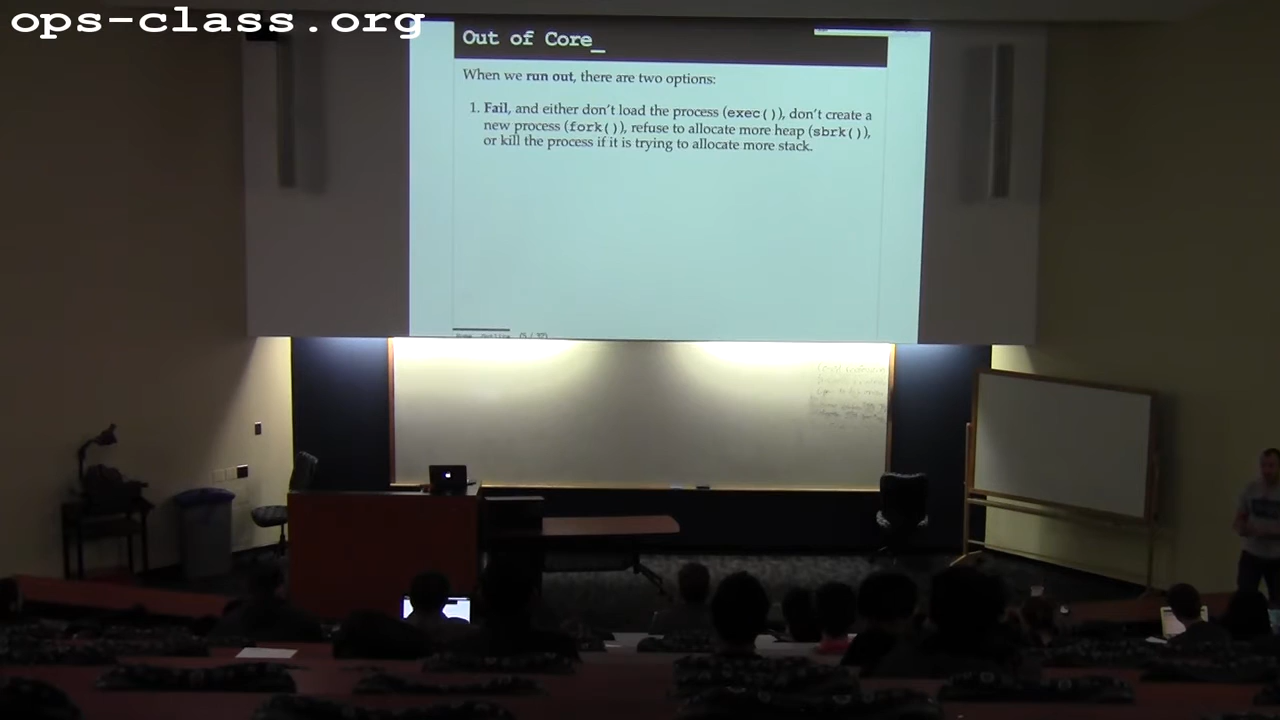 ops-class.org
Out of Core_
When we run out, there are two options:
1. Fail, and either don't load the process (exec()), don't create a
new process (fork()), refuse to allocate more heap (sbrk()),
or kill the process if it is trying to allocate more stack.